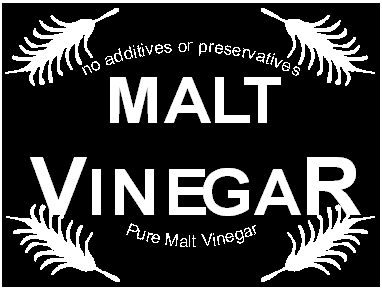 no additives or preservatives
MALT
VINEGAR
Pure Malt Vinegar